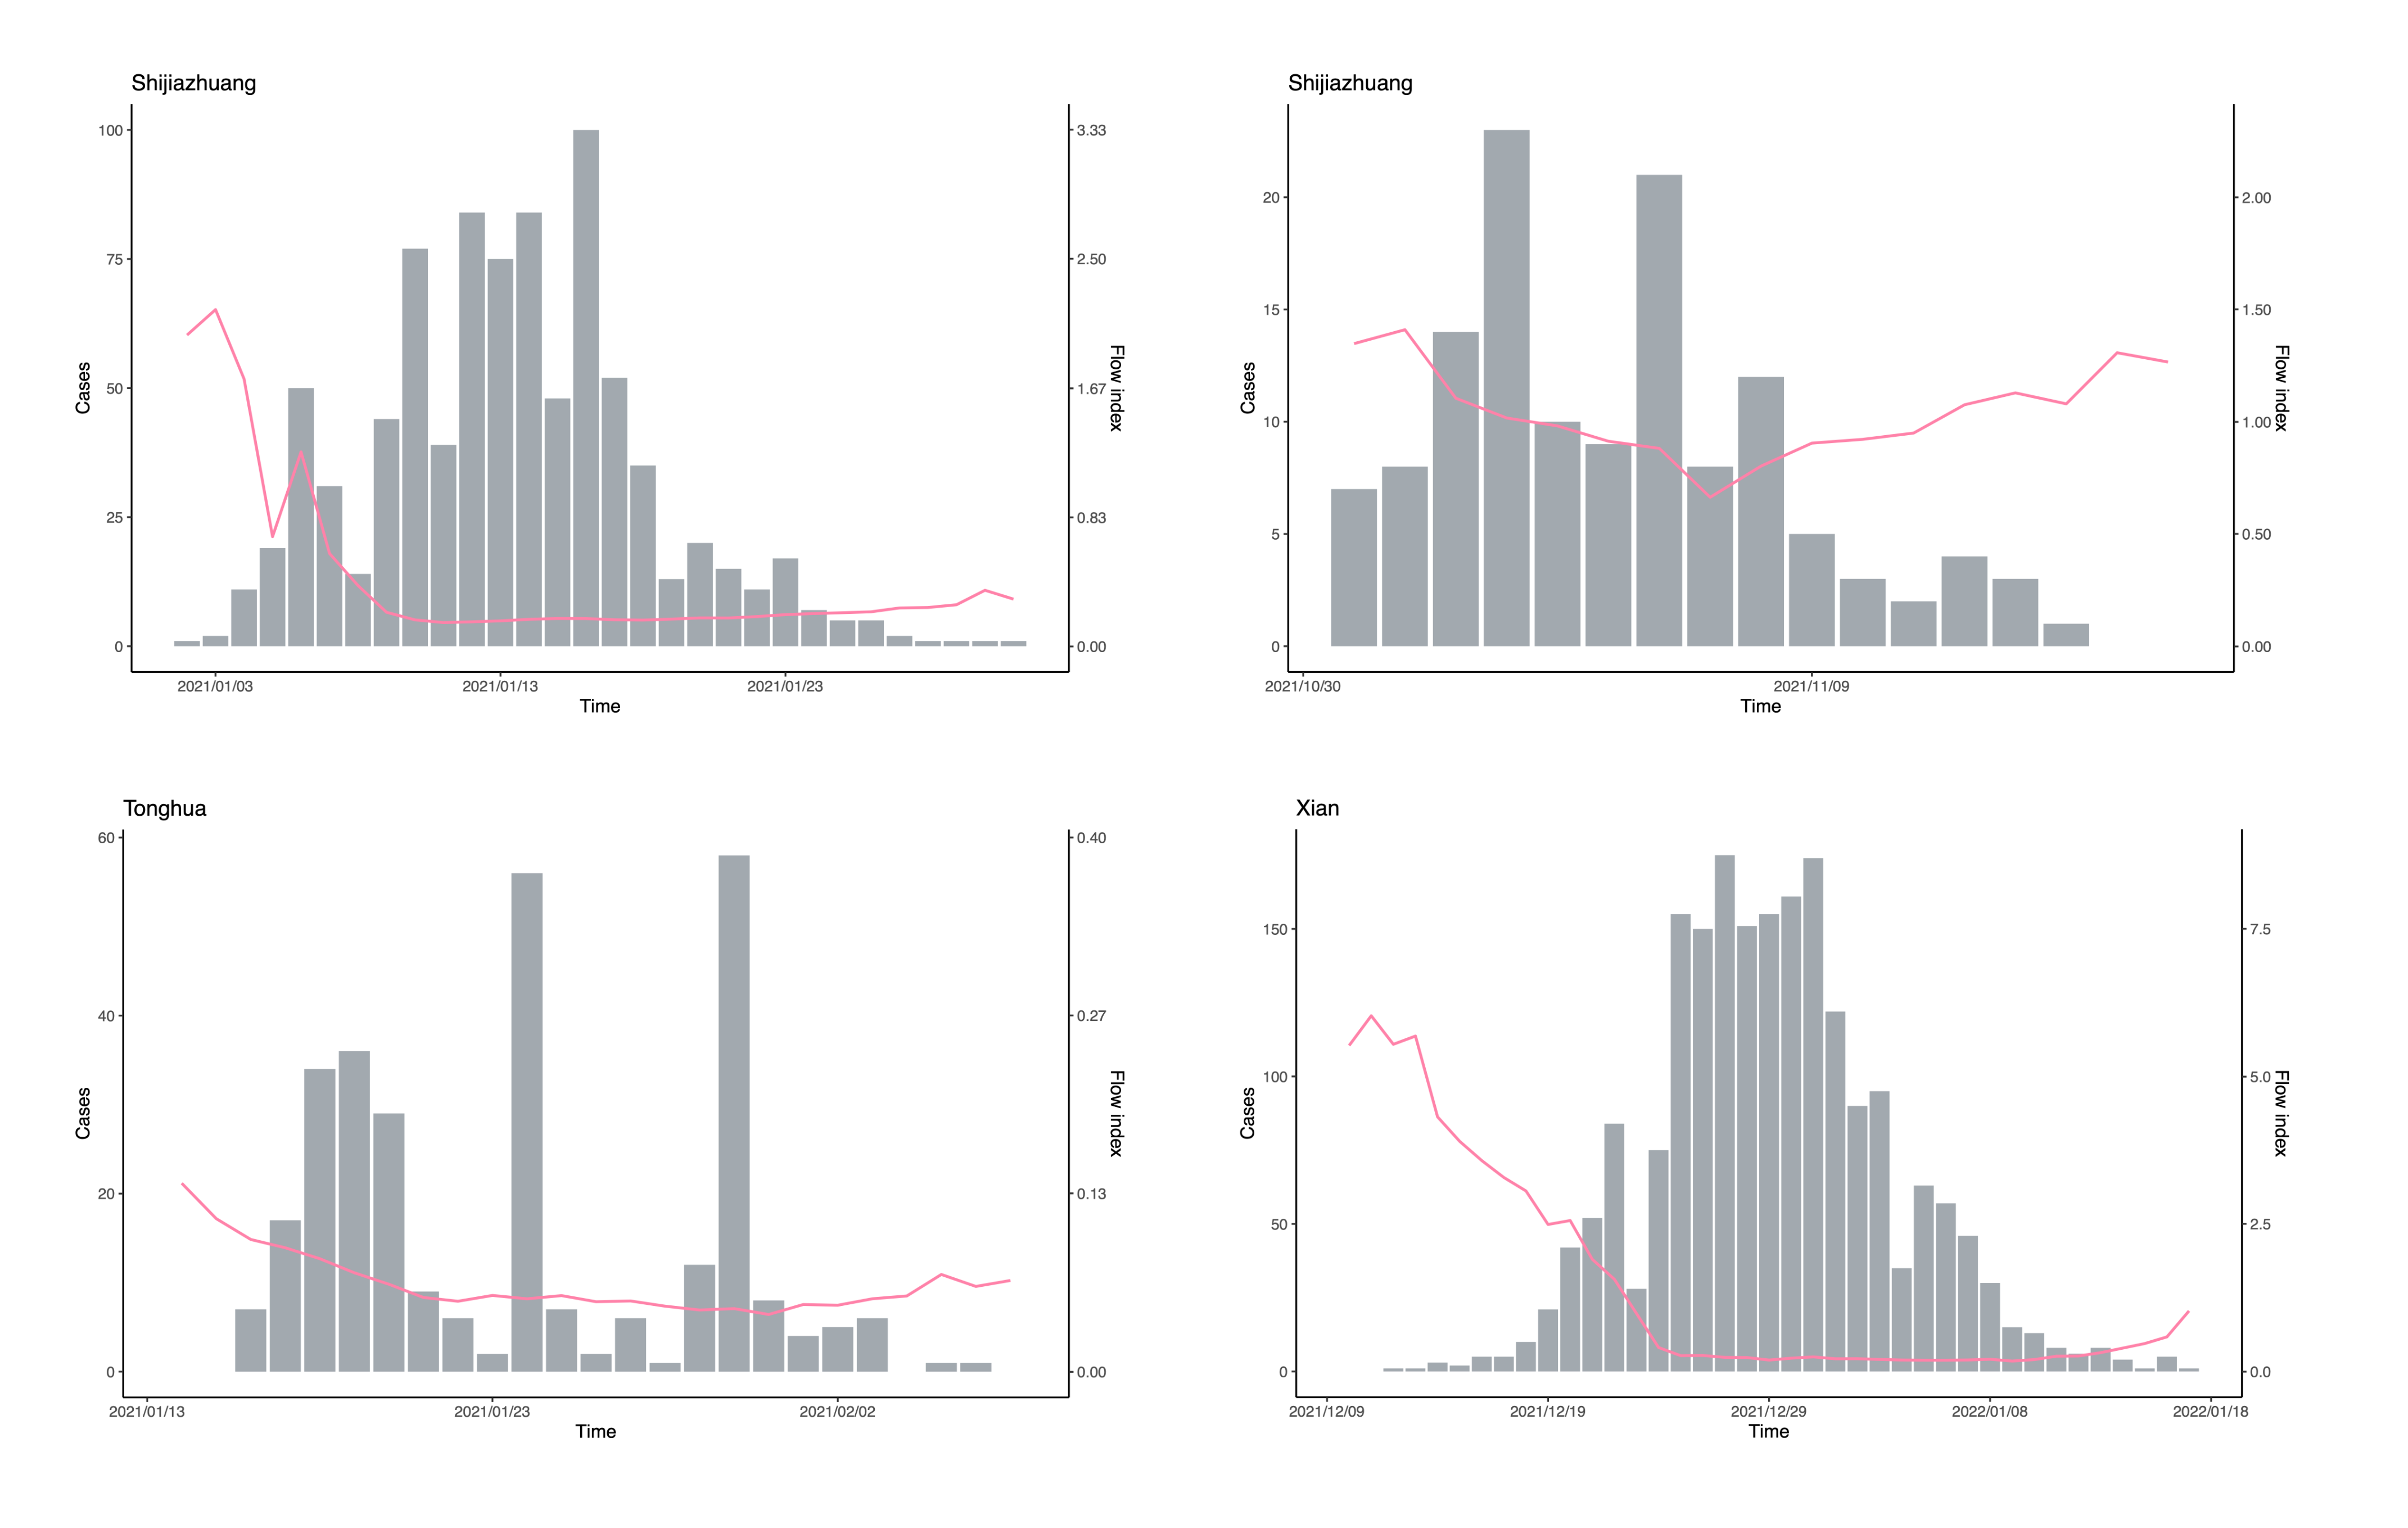 Shijiazhuang
100
75
50
25
0
Cases
3.33
2.50
1.67
0.83
0.00
Flow index
2021/01/03 2021/01/13 2021/01/23
Time
Shijiazhuang
20
15
10
5
0
Cases
2.00
1.50
1.00
0.50
0.00
Flow index
2021/10/30 2021/11/09
Time
Tonghua
60
40
20
0
Cases
0.40
0.27
0.13
0.00
Flow index
2021/01/13 2021/01/23 2021/02/02
Time
Xian
150
100
50
0
Cases
7.5
5.0
2.5
0.0
Flow index
2021/12/09 2021/12/19 2021/12/29 2022/01/08 2022/01/18
Time